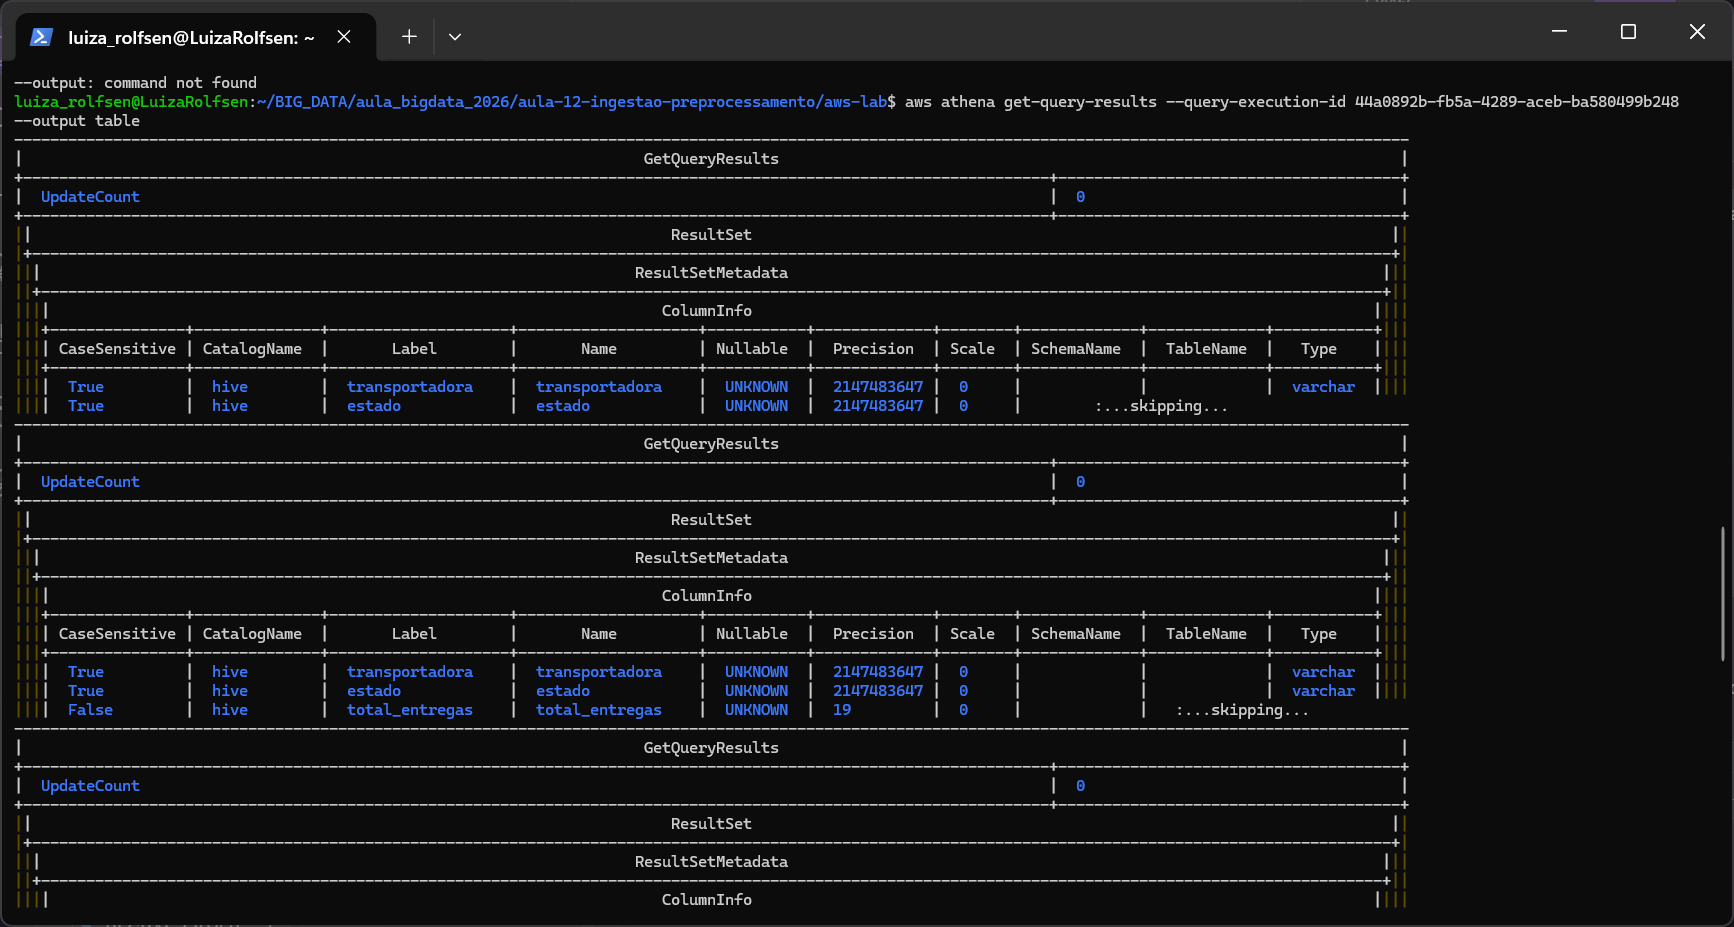 luiza_rolfsen@LuizaRolfsen: ~
--output: command not found
luiza_rolfsen@LuizaRolfsen:~/BIG_DATA/aula_bigdata_2026/aula-12-ingestao-preprocessamento/aws-lab$ aws athena get-query-results --query-execution-id 44a0892b-fb5a-4289-aceb-ba580499b248
--output table
GetQueryResults
UpdateCount | 0
ResultSet
ResultSetMetadata
ColumnInfo
CaseSensitive | CatalogName | Label | Name | Nullable | Precision | Scale | SchemaName | TableName | Type
True | hive | transportadora | transportadora | UNKNOWN | 2147483647 | 0 | | | varchar
True | hive | estado | estado | UNKNOWN | 2147483647 | 0 | :...skipping...
GetQueryResults
UpdateCount | 0
ResultSet
ResultSetMetadata
ColumnInfo
CaseSensitive | CatalogName | Label | Name | Nullable | Precision | Scale | SchemaName | TableName | Type
True | hive | transportadora | transportadora | UNKNOWN | 2147483647 | 0 | | | varchar
True | hive | estado | estado | UNKNOWN | 2147483647 | 0 | | | varchar
False | hive | total_entregas | total_entregas | UNKNOWN | 19 | 0 | | :...skipping...
GetQueryResults
UpdateCount | 0
ResultSet
ResultSetMetadata
ColumnInfo